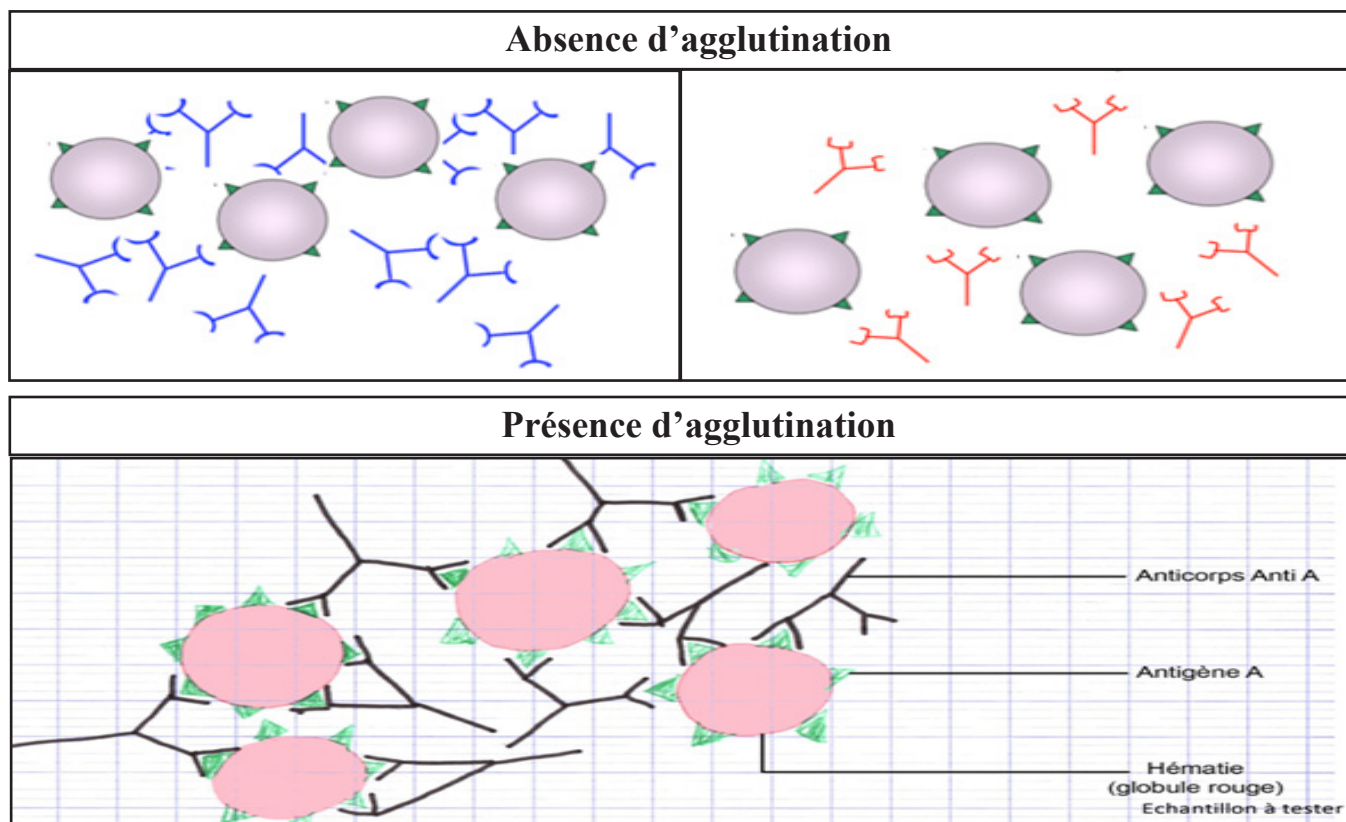 Absence d’agglutination
Présence d’agglutination
Anticorps Anti A
Antigène A
Hématie
(globule rouge)
Echantillon à tester